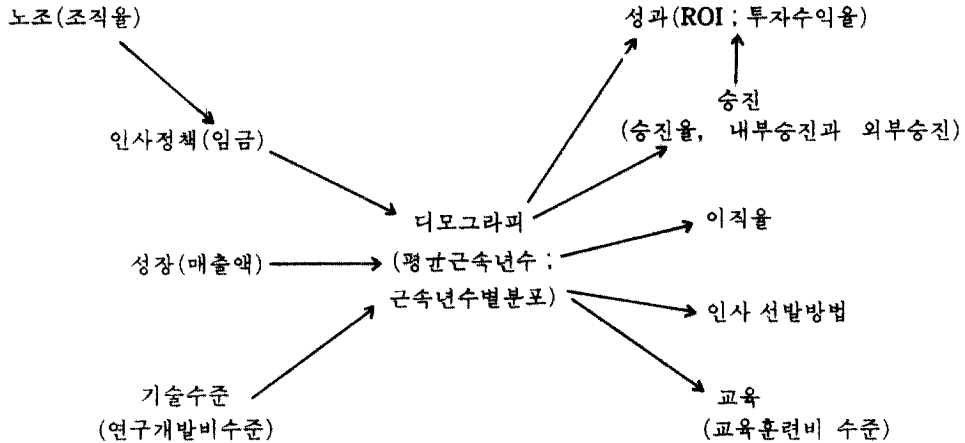 노조(조직율)
성과(ROI ; 투자수익율)
승진
인사정책(임금)
(승진율, 내부승진과 외부승진)
디모그라피
이직율
성장(매출액)
(평균근속년수 ;
근속년수별분포)
인사 선발방법
기술수준
(연구개발비수준)
교육
(교육훈련비 수준)